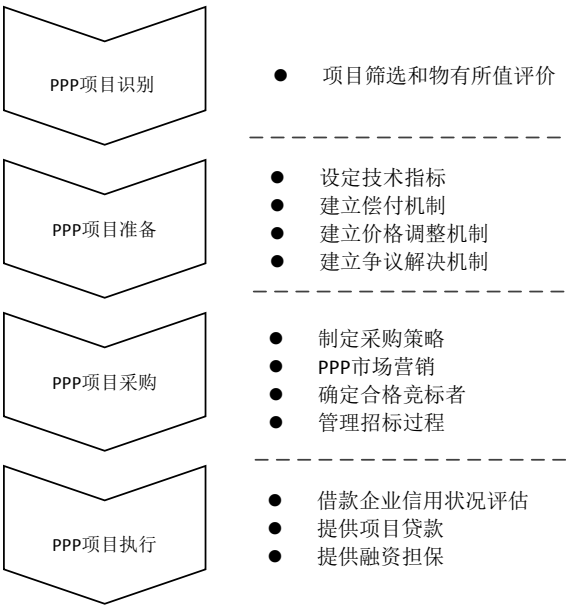 PPP项目识别
项目筛选和物有所值评价
PPP项目准备
设定技术指标
建立偿付机制
建立价格调整机制
建立争议解决机制
PPP项目采购
制定采购策略
PPP市场营销
确定合格竞标者
管理招标过程
PPP项目执行
借款企业信用状况评估
提供项目贷款
提供融资担保